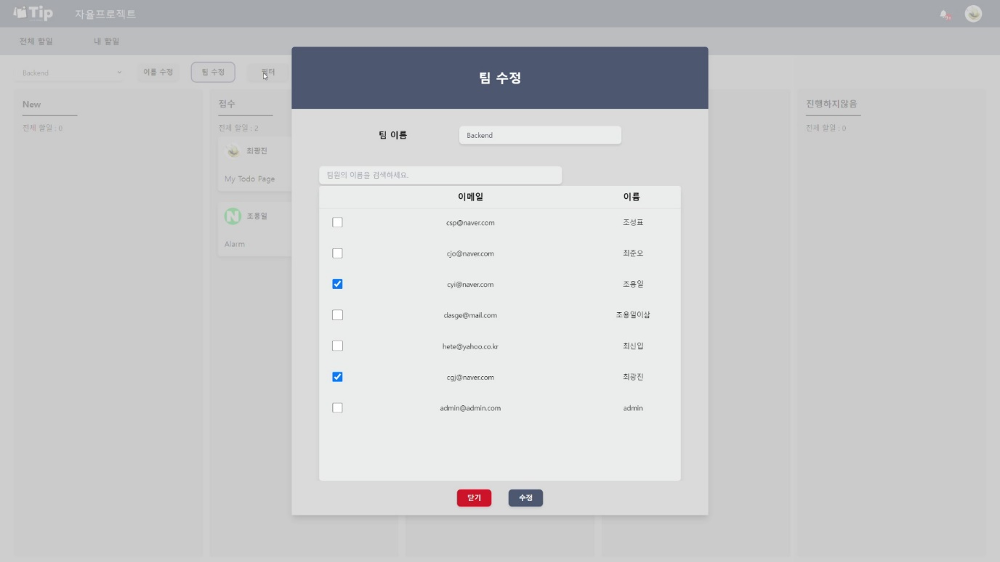 Tip 자율프로젝트
전체 할일 내 할일
Backend 이름 수정 팀 수정 필터
New
전체 할일 : 0
접수
전체 할일 : 2
최광진
My Todo Page
조용일
Alarm
팀 수정
팀 이름 Backend
팀원의 이름을 검색하세요.
이메일 이름
csp@naver.com 조성표
cjo@naver.com 최준오
cyi@naver.com 조용일
dasge@mail.com 조용일이삼
hete@yahoo.co.kr 최신입
cgj@naver.com 최광진
admin@admin.com admin
닫기 수정
진행하지않음
전체 할일 : 0